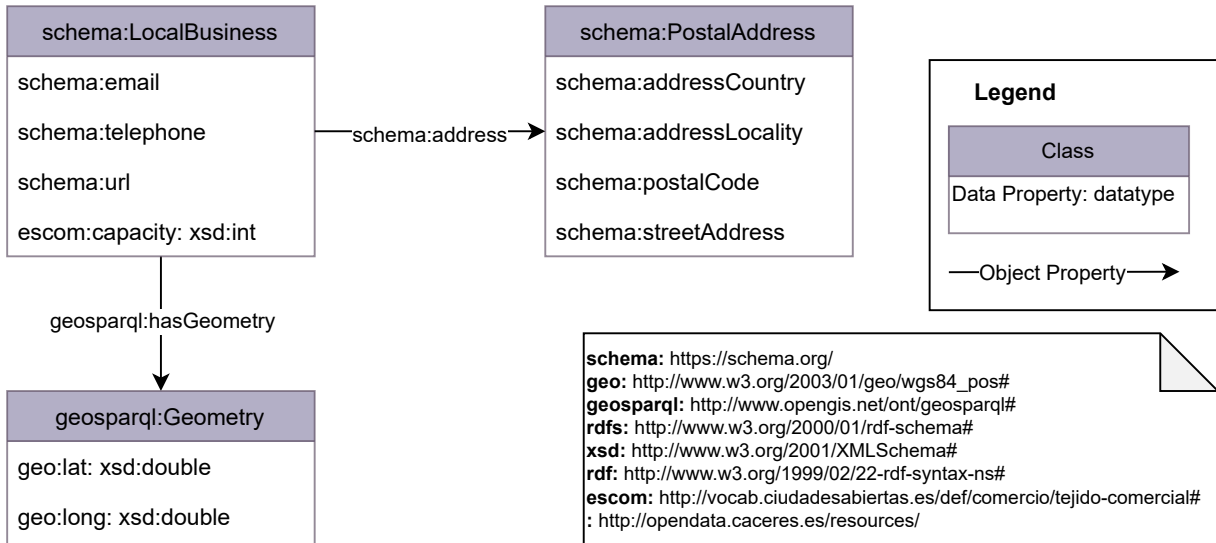 schema:LocalBusiness
schema:email
schema:telephone
schema:url
escom:capacity: xsd:int
schema:address
schema:PostalAddress
schema:addressCountry
schema:addressLocality
schema:postalCode
schema:streetAddress
Legend
Class
Data Property: datatype
Object Property
geosparql:hasGeometry
geosparql:Geometry
geo:lat: xsd:double
geo:long: xsd:double
schema: https://schema.org/
geo: http://www.w3.org/2003/01/geo/wgs84_pos#
geosparql: http://www.opengis.net/ont/geosparql#
rdfs: http://www.w3.org/2000/01/rdf-schema#
xsd: http://www.w3.org/2001/XMLSchema#
rdf: http://www.w3.org/1999/02/22-rdf-syntax-ns#
escom: http://vocab.ciudadesabiertas.es/def/comercio/tejido-comercial#
: http://opendata.caceres.es/resources/